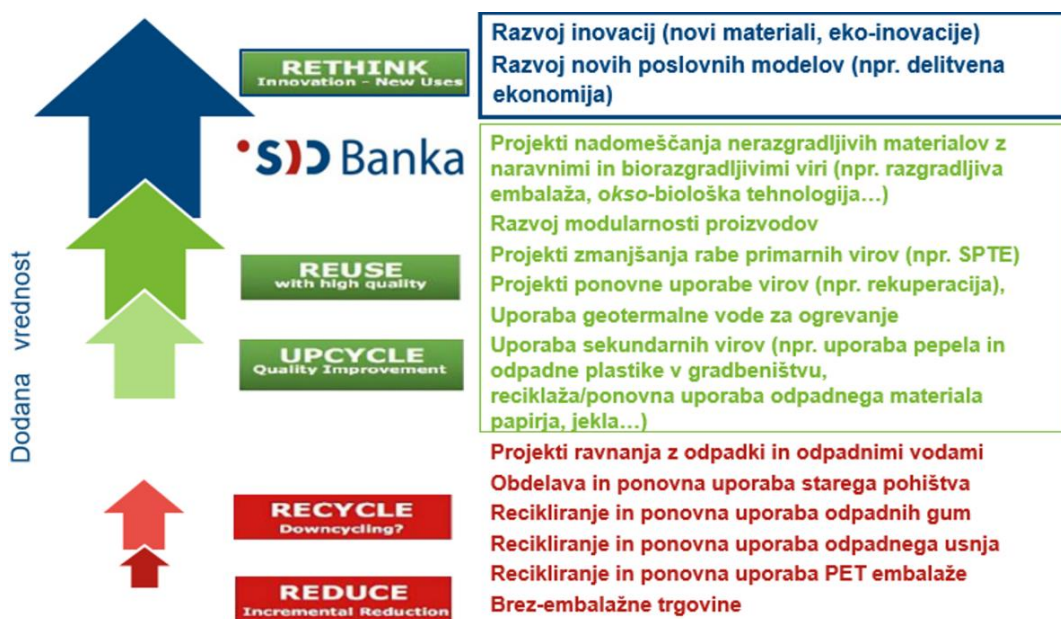 Razvoj inovacij (novi materiali, eko-inovacije)
RETHINK
Innovation - New Uses
Razvoj novih poslovnih modelov (npr. delitvena
ekonomija)
SID Banka
Projekti nadomeščanja nerazgradljivih materialov z
naravnimi in biorazgradljivimi viri (npr. razgradljiva
embalaža, okso-biološka tehnologija...)
Razvoj modularnosti proizvodov
Projekti zmanjšanja rabe primarnih virov (npr. SPTE)
REUSE
with high quality
Projekti ponovne uporabe virov (npr. rekuperacija),
Uporaba geotermalne vode za ogrevanje
UPCYCLE
Quality Improvement
Uporaba sekundarnih virov (npr. uporaba pepela in
odpadne plastike v gradbeništvu,
reciklaža/ponovna uporaba odpadnega materiala
papirja, jekla...)
Dodana vrednost
Projekti ravnanja z odpadki in odpadnimi vodami
Obdelava in ponovna uporaba starega pohištva
RECYCLE
Downcycling?
Recikliranje in ponovna uporaba odpadnih gum
Recikliranje in ponovna uporaba odpadnega usnja
Recikliranje in ponovna uporaba PET embalaže
REDUCE
Incremental Reduction
Brez-embalažne trgovine